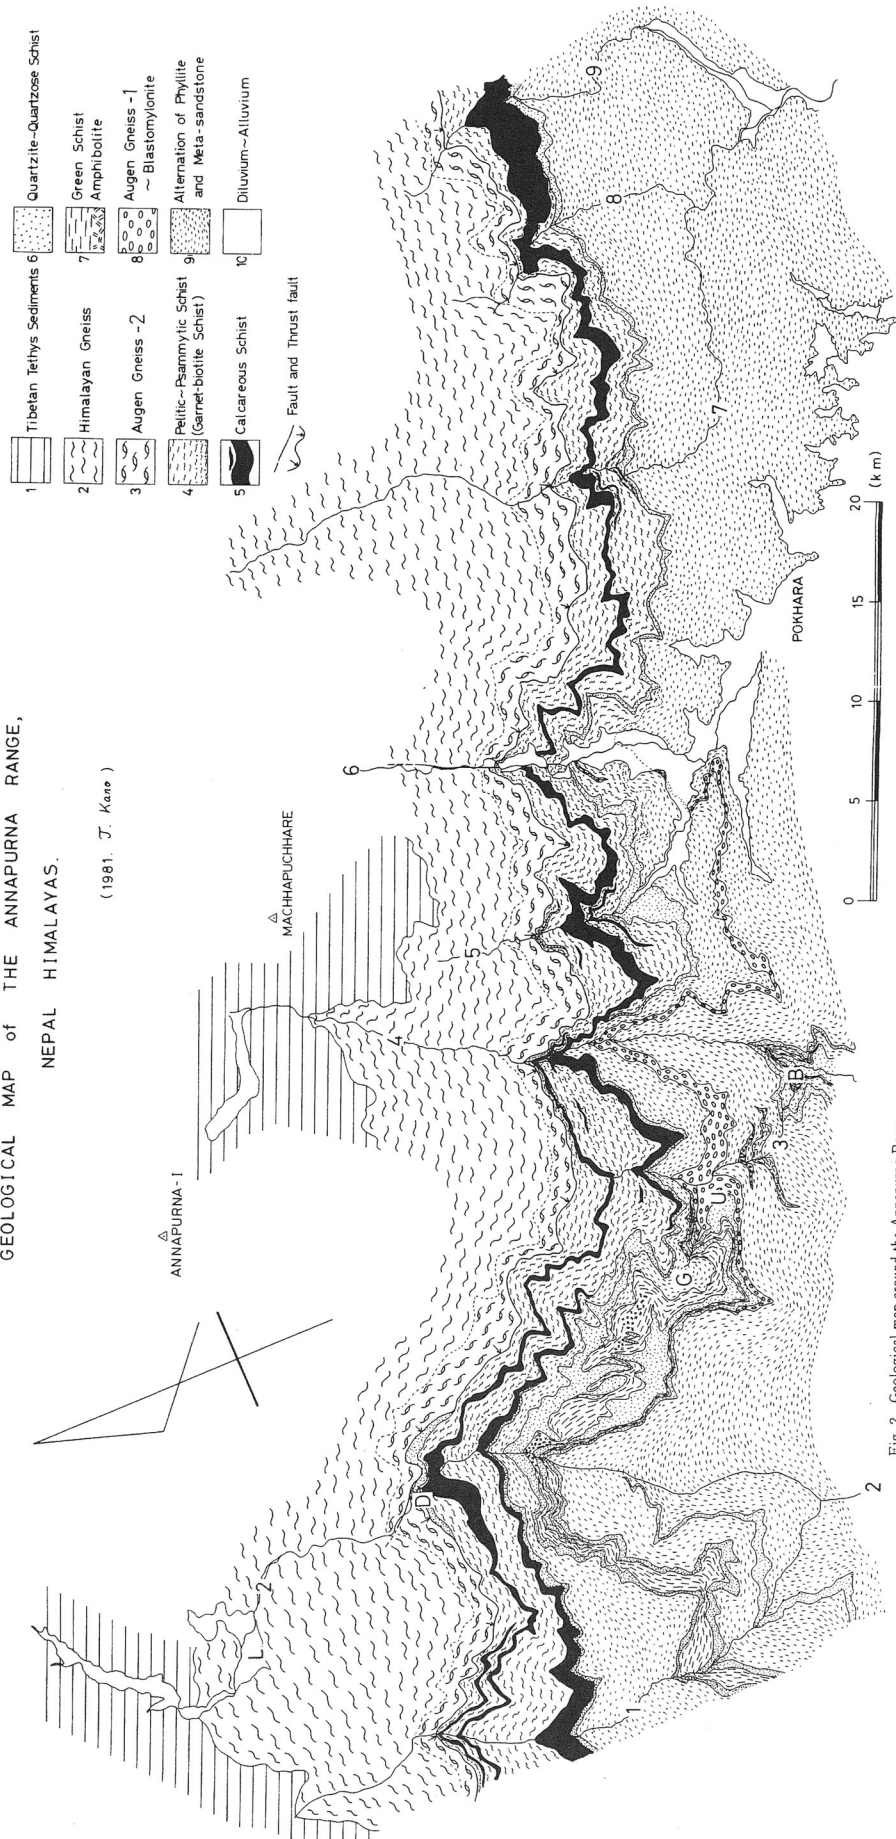 GEOLOGICAL MAP of THE ANNAPURNA RANGE,
NEPAL HIMALAYAS.
(1981. T. Kano)
1 Tibetan Tethys Sediments
2 Himalayan Gneiss
3 Augen Gneiss -2
4 Pelitic~Psammytic Schist
(Garnet-biotite Schist)
5 Calcareous Schist
Fault and Thrust fault
6 Quartzite-Quartzose Schist
7 Green Schist
Amphibolite
8 Augen Gneiss -1
~ Blastomylonite
9 Alternation of Phyllite
and Meta-sandstone
10 Diluvium~Alluvium
ANNAPURNA-I
MACHHAPUCHHARE
L
2
D
1
2
G
U
3
B
4
5
6
7
8
9
POKHARA
0 5 10 15 20 (km)
Fig. 2. Geological map around the Annapurna